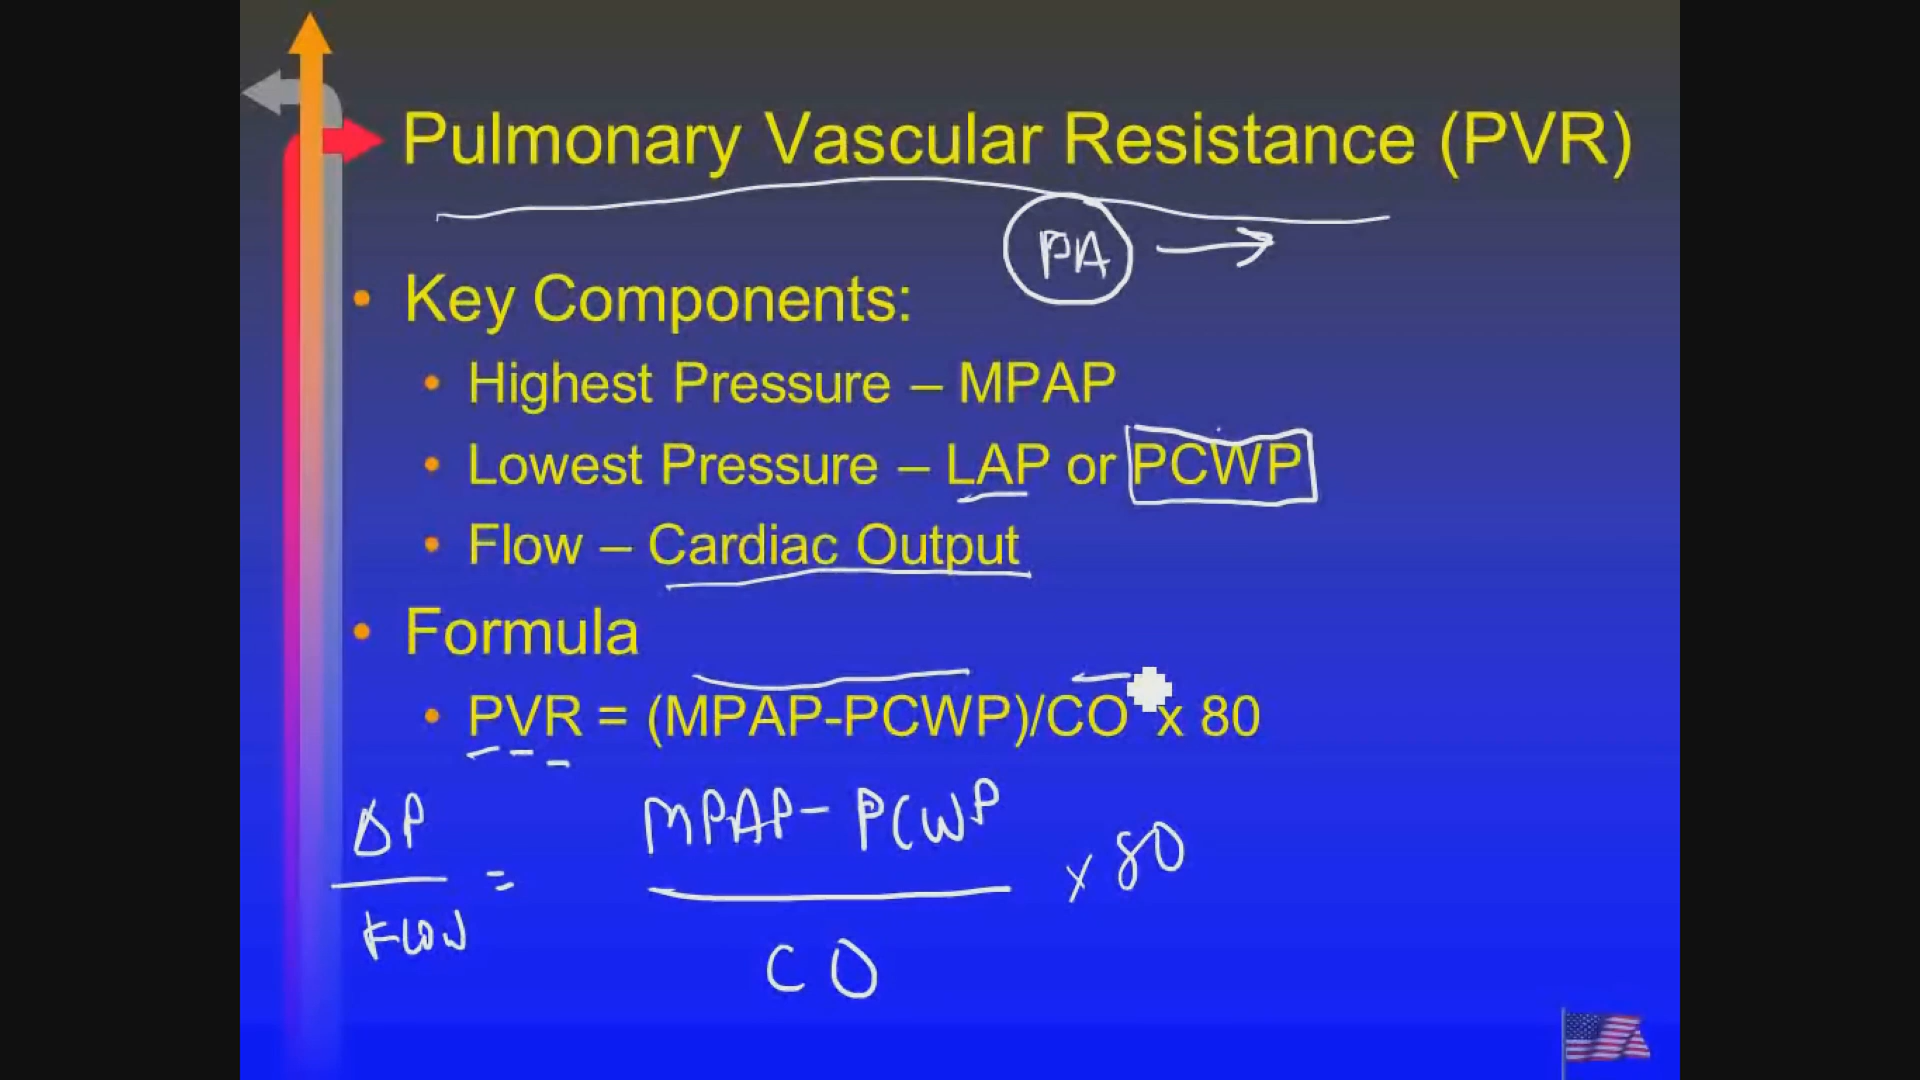 Pulmonary Vascular Resistance (PVR)
PA
• Key Components:
• Highest Pressure – MPAP
• Lowest Pressure – LAP or PCWP
• Flow – Cardiac Output
• Formula
• PVR = (MPAP-PCWP)/CO x 80
ΔP
FLOW
=
MPAP - PCWP
CO
x 80